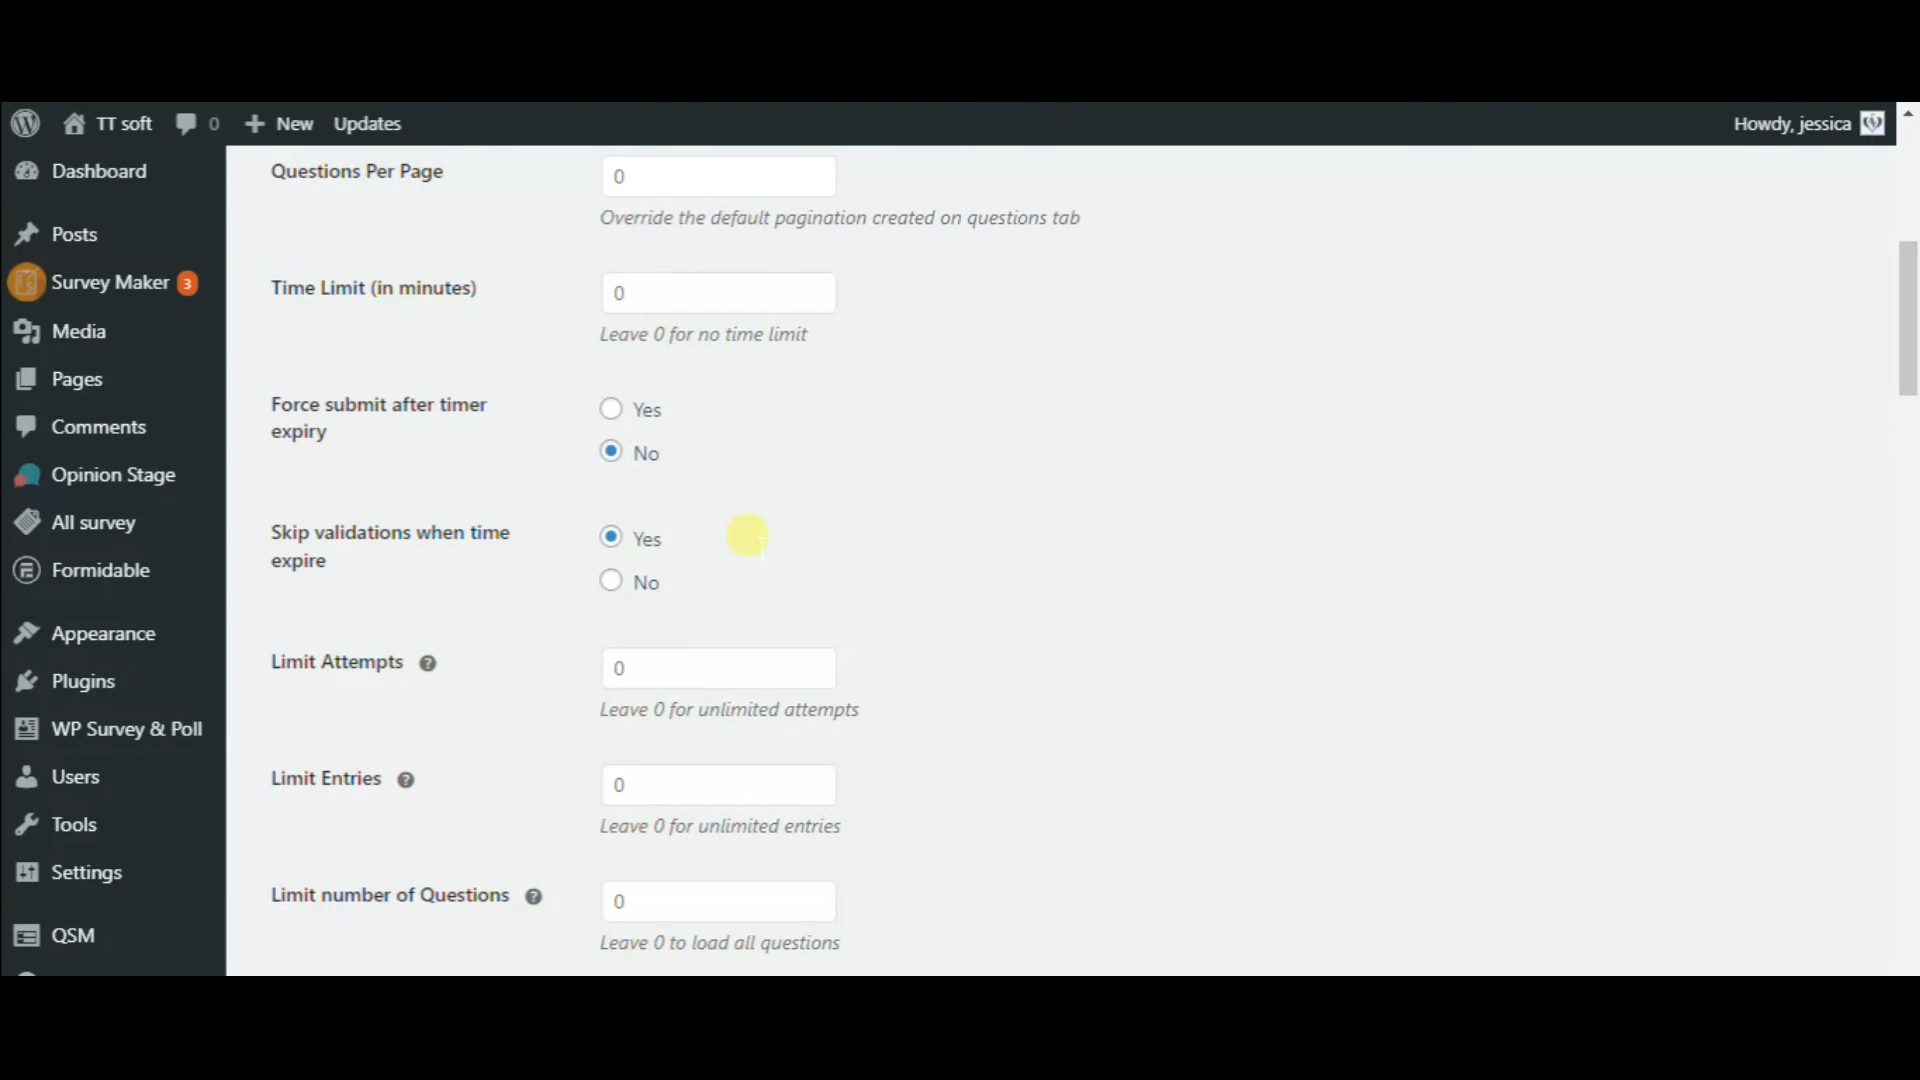 TT soft 0 New Updates Howdy, jessica
Dashboard
Posts
Survey Maker 3
Media
Pages
Comments
Opinion Stage
All survey
Formidable
Appearance
Plugins
WP Survey & Poll
Users
Tools
Settings
QSM
Questions Per Page 0
Override the default pagination created on questions tab
Time Limit (in minutes) 0
Leave 0 for no time limit
Force submit after timer
expiry
Yes
No
Skip validations when time
expire
Yes
No
Limit Attempts ? 0
Leave 0 for unlimited attempts
Limit Entries ? 0
Leave 0 for unlimited entries
Limit number of Questions ? 0
Leave 0 to load all questions